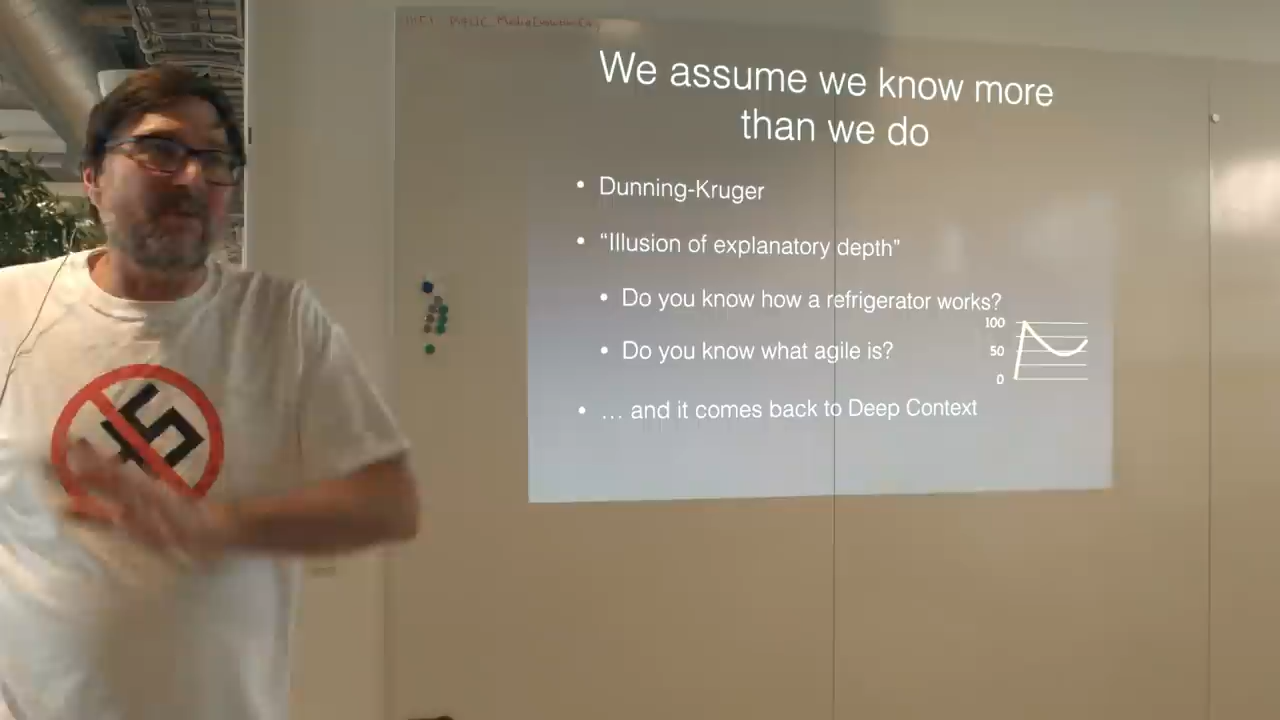 PUBLIC
We assume we know more
than we do
• Dunning-Kruger
• “Illusion of explanatory depth”
• Do you know how a refrigerator works?
100
• Do you know what agile is?
50
0
• … and it comes back to Deep Context